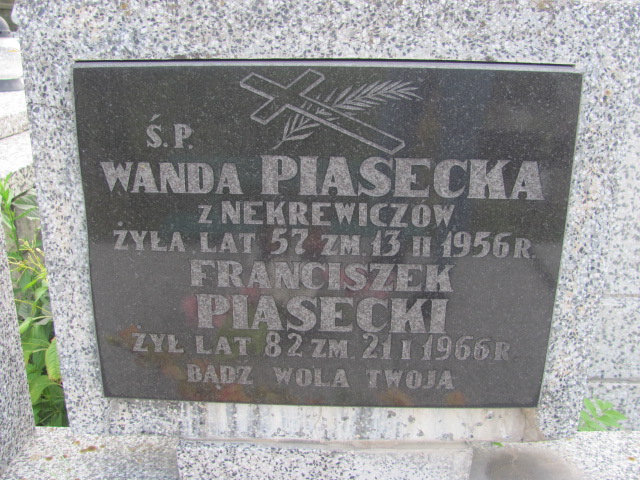 Ś.P.
WANDA PIASECKA
Z NEKREWICZÓW
ŻYŁA LAT 57 ZM. 13 II 1956 R.
FRANCISZEK
PIASECKI
ŻYŁ LAT 82 ZM. 21 I 1966 R.
BĄDZ WOLA TWOJA